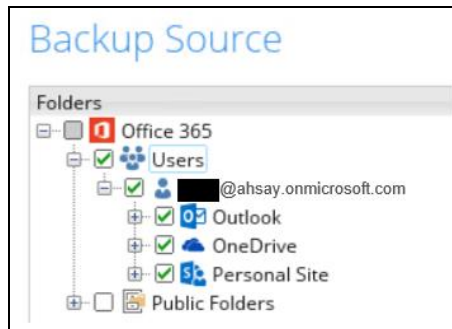 Backup Source
Folders
Office 365
Users
@ahsay.onmicrosoft.com
Outlook
OneDrive
Personal Site
Public Folders